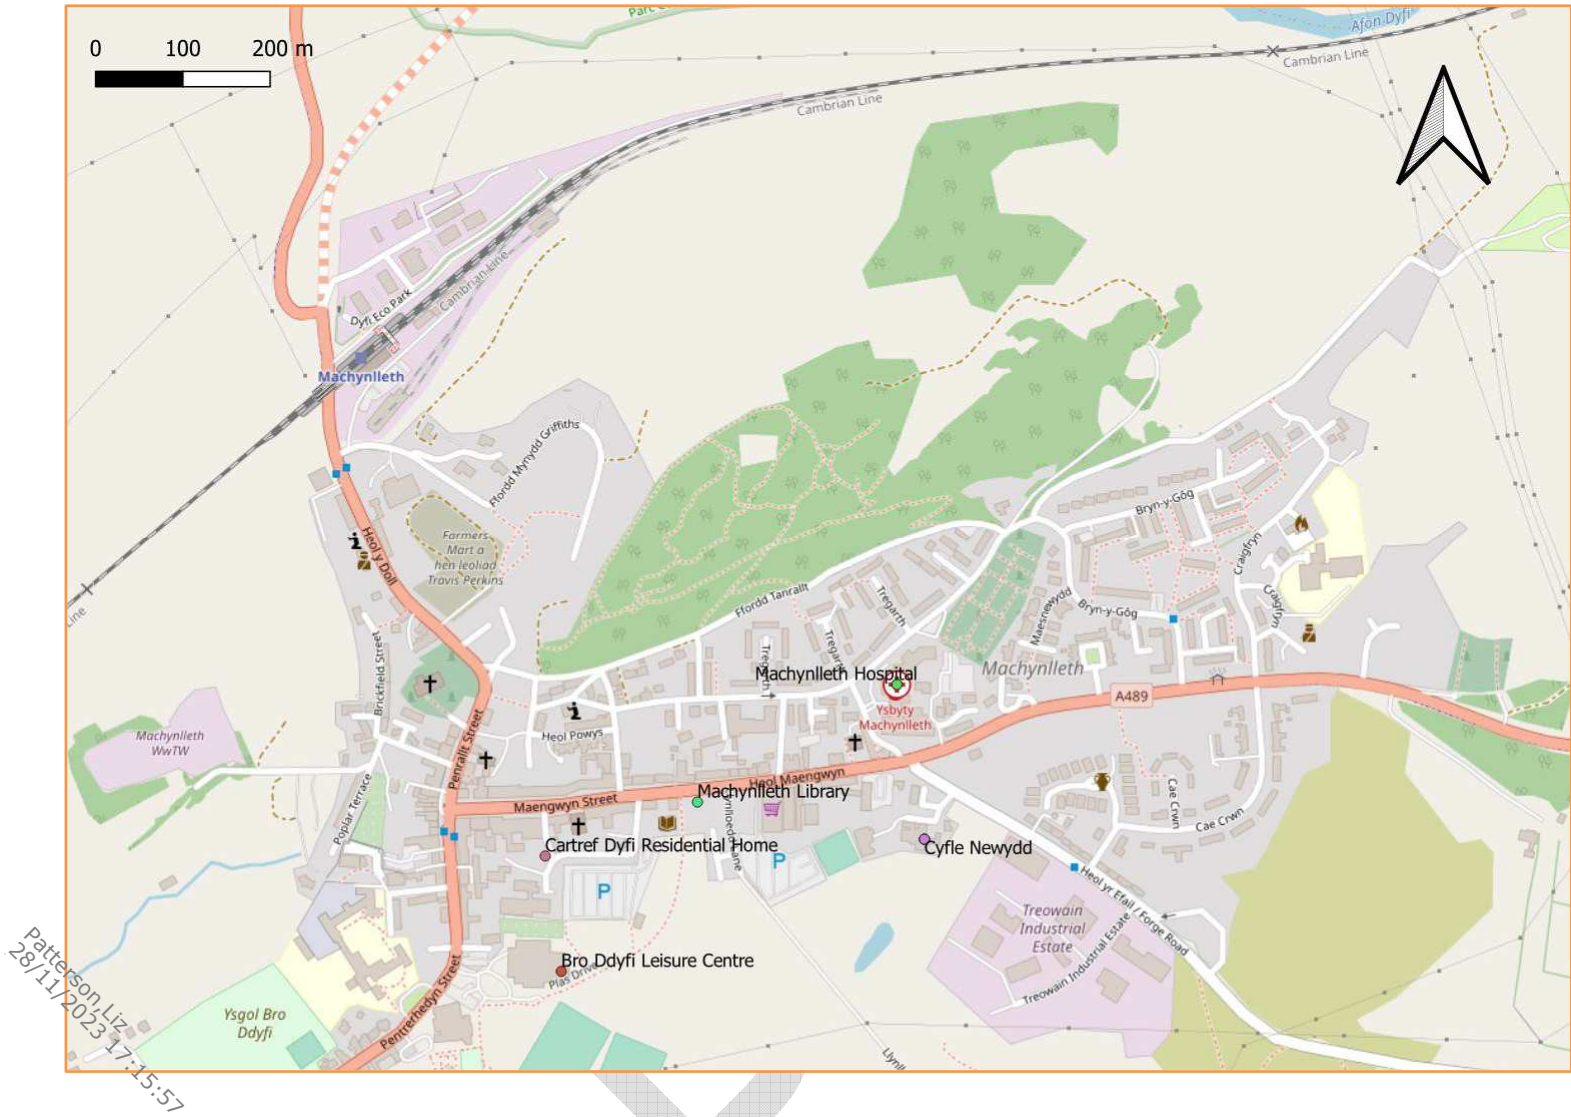 Parc
Afon Dyfi
0 100 200 m
Cambrian Line
Cambrian Line
Cambrian Line
Dyfi Eco Park
Machynlleth
Ffordd Mynydd Griffiths
Heol y Doll
Farmers
Mart a
hen leoliad
Travis Perkins
Line
Bryn-y-Gôg
Craigfryn
Craigfryn
Ffordd Tanrallt
Tregarth
Tregarth
Tregarth
Maesnewydd
Bryn-y-Gôg
Brickfield Street
Machynlleth
Machynlleth Hospital
Ysbyty
Machynlleth
A489
Machynlleth
WwTW
Penrallt Street
Heol Powys
Heol Maengwyn
Maengwyn Street
Machynlleth Library
Poplar Terrace
Cae Crwn
Cae Crwn
Cartref Dyfi Residential Home
Cyfle Newydd
P
P
Heol yr Efail / Forge Road
Treowain
Industrial
Estate
Treowain Industrial Estate
Bro Ddyfi Leisure Centre
Plas Drive
Pentrerhedyn Street
Ysgol Bro
Ddyfi
Patterson,Liz
28/11/2023 17:15:57